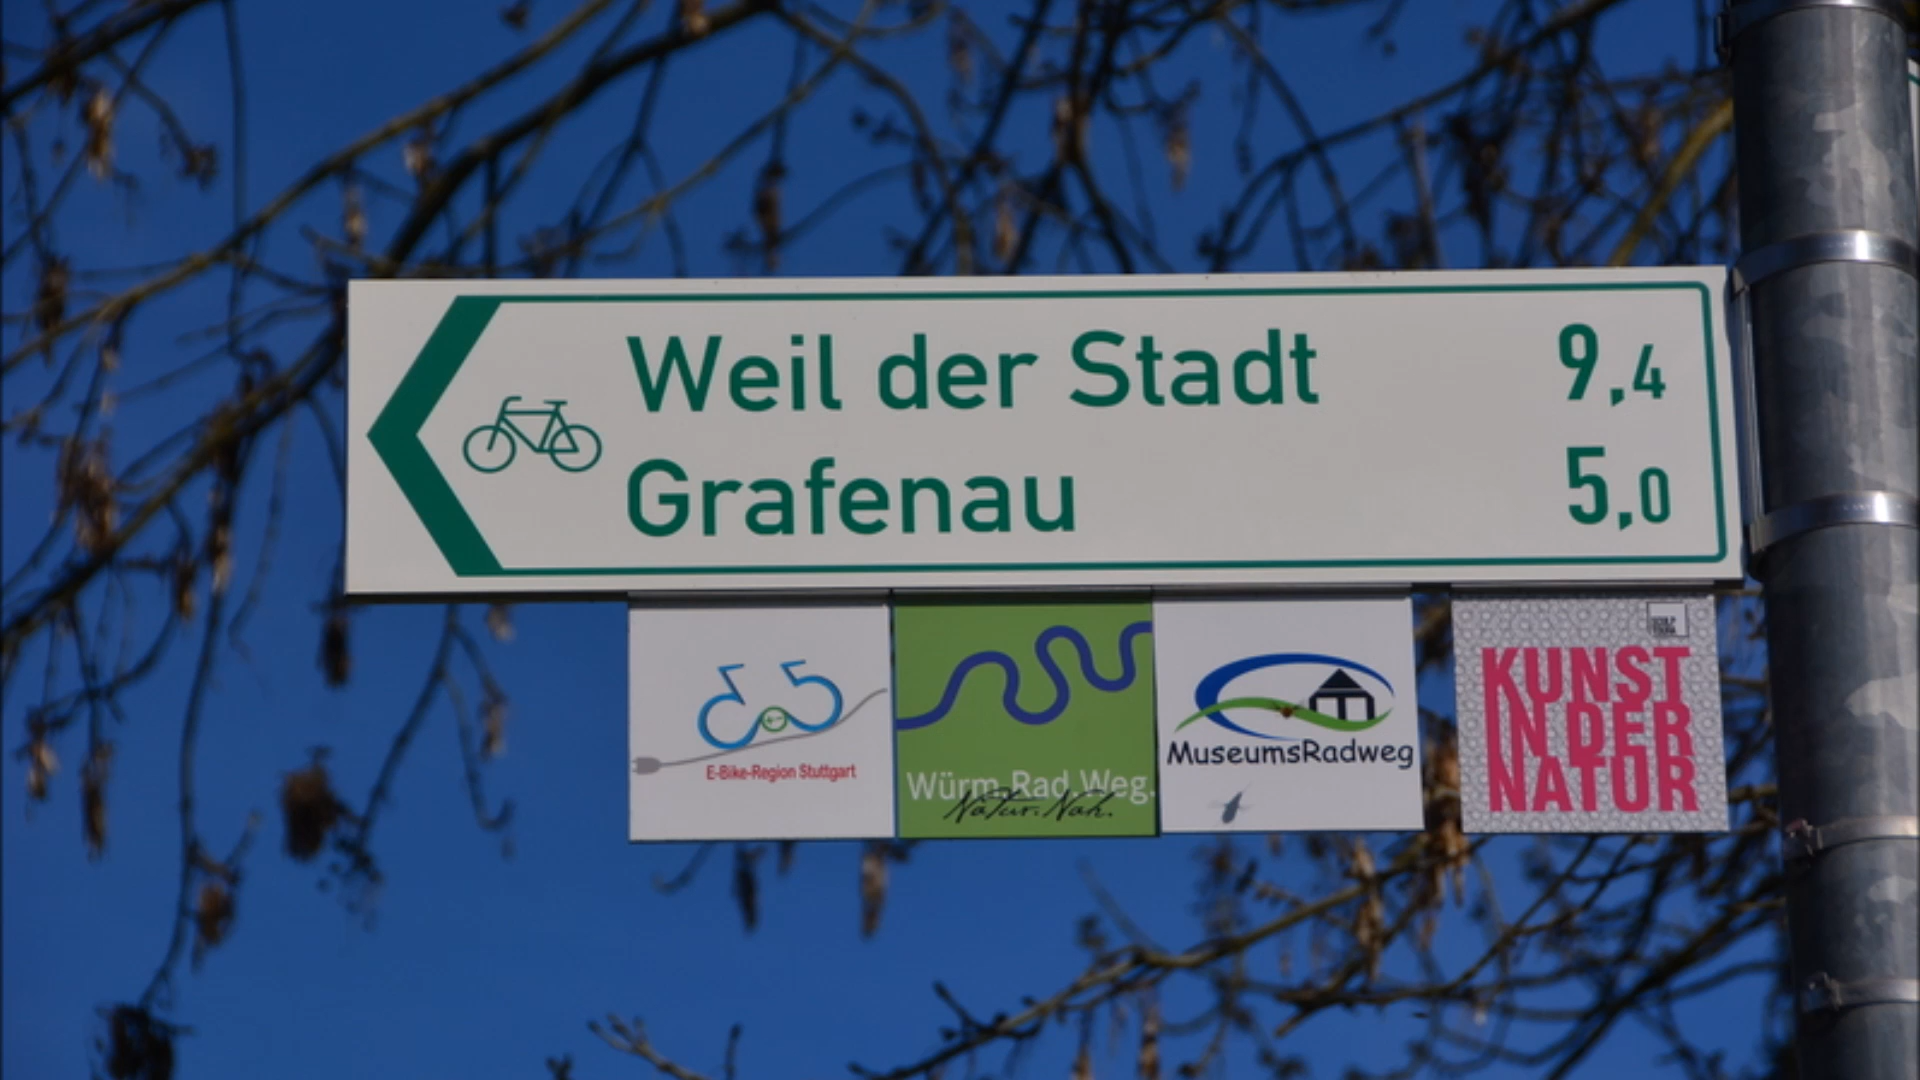 Weil der Stadt 9,4
Grafenau 5,0
E-Bike-Region Stuttgart
Würm.Rad.Weg.
Natur. Nah.
MuseumsRadweg
KUNST
IN DER
NATUR